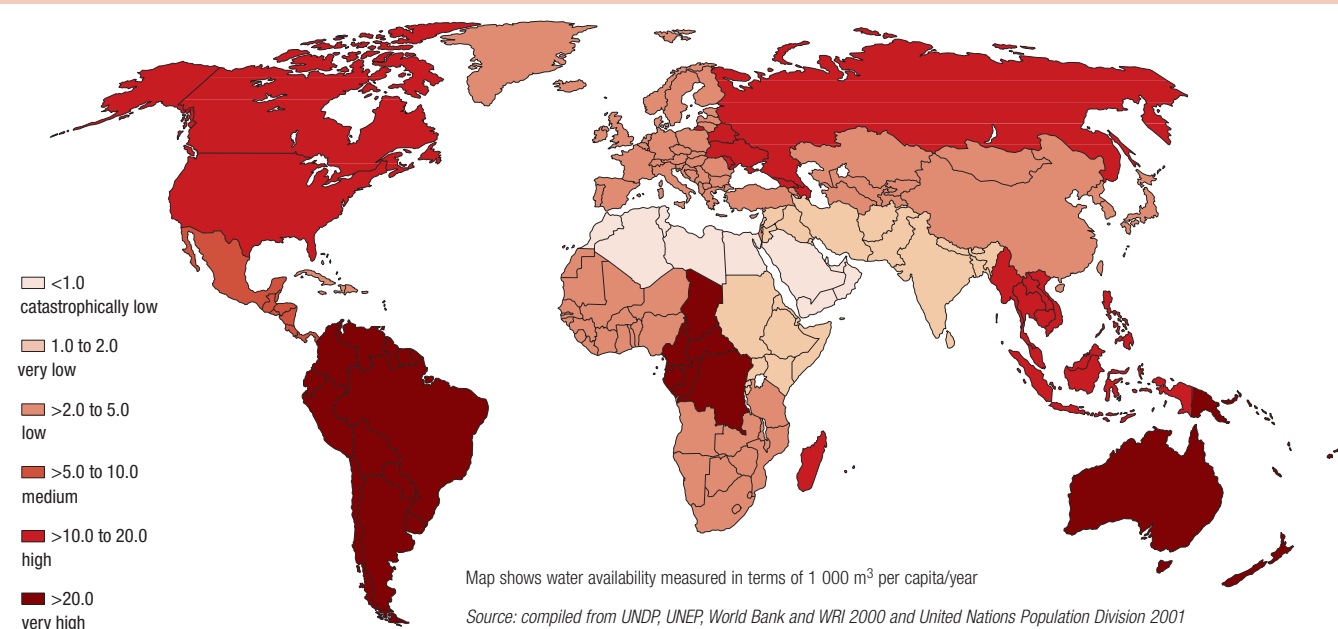 <1.0
catastrophically low
1.0 to 2.0
very low
>2.0 to 5.0
low
>5.0 to 10.0
medium
>10.0 to 20.0
high
>20.0
very high
Map shows water availability measured in terms of 1 000 m³ per capita/year
Source: compiled from UNDP, UNEP, World Bank and WRI 2000 and United Nations Population Division 2001